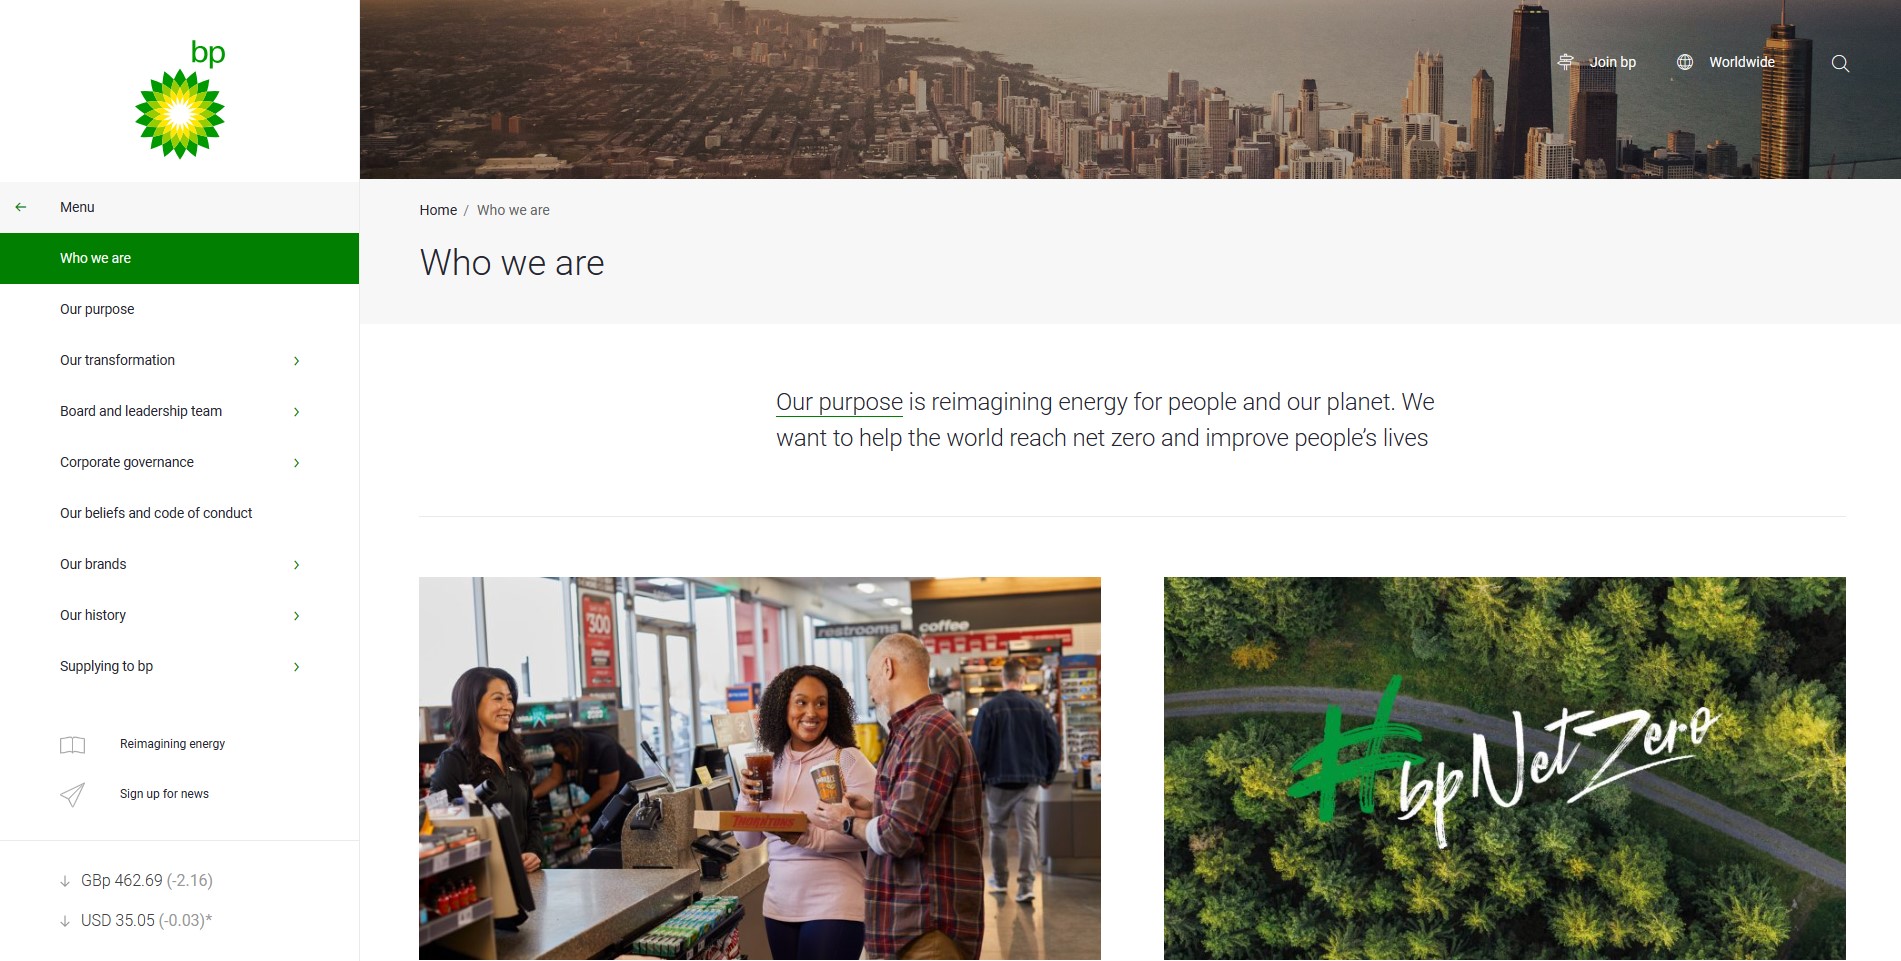 bp
Join bp
Worldwide
Menu
Who we are
Our purpose
Our transformation
Board and leadership team
Corporate governance
Our beliefs and code of conduct
Our brands
Our history
Supplying to bp
Reimagining energy
Sign up for news
GBp 462.69 (-2.16)
USD 35.05 (-0.03)*
Home / Who we are
Who we are
Our purpose is reimagining energy for people and our planet. We
want to help the world reach net zero and improve people’s lives
$300
restrooms
coffee
THORNTONS
#bpNetZero